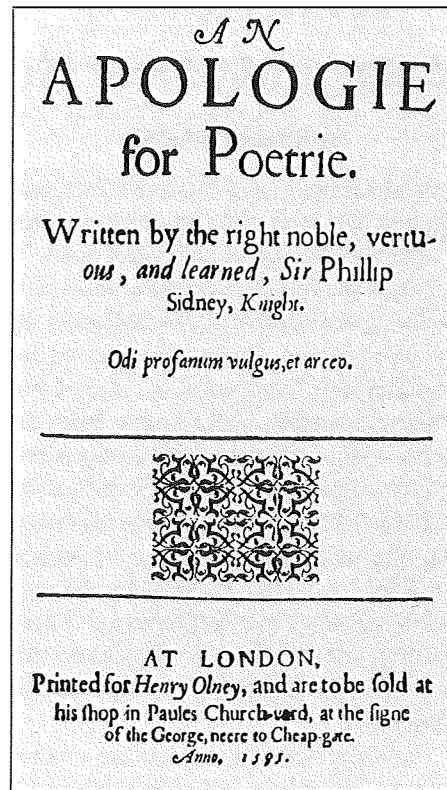 AN
APOLOGIE
for Poetrie.
Written by the right noble, vertu-
ous, and learned, Sir Phillip
Sidney, Knight.
Odi profanum vulgus, et arceo.
AT LONDON,
Printed for Henry Olney, and are to be ſold at
his ſhop in Paules Church-yard, at the ſigne
of the George, neere to Cheap-gate.
Anno. 1595.